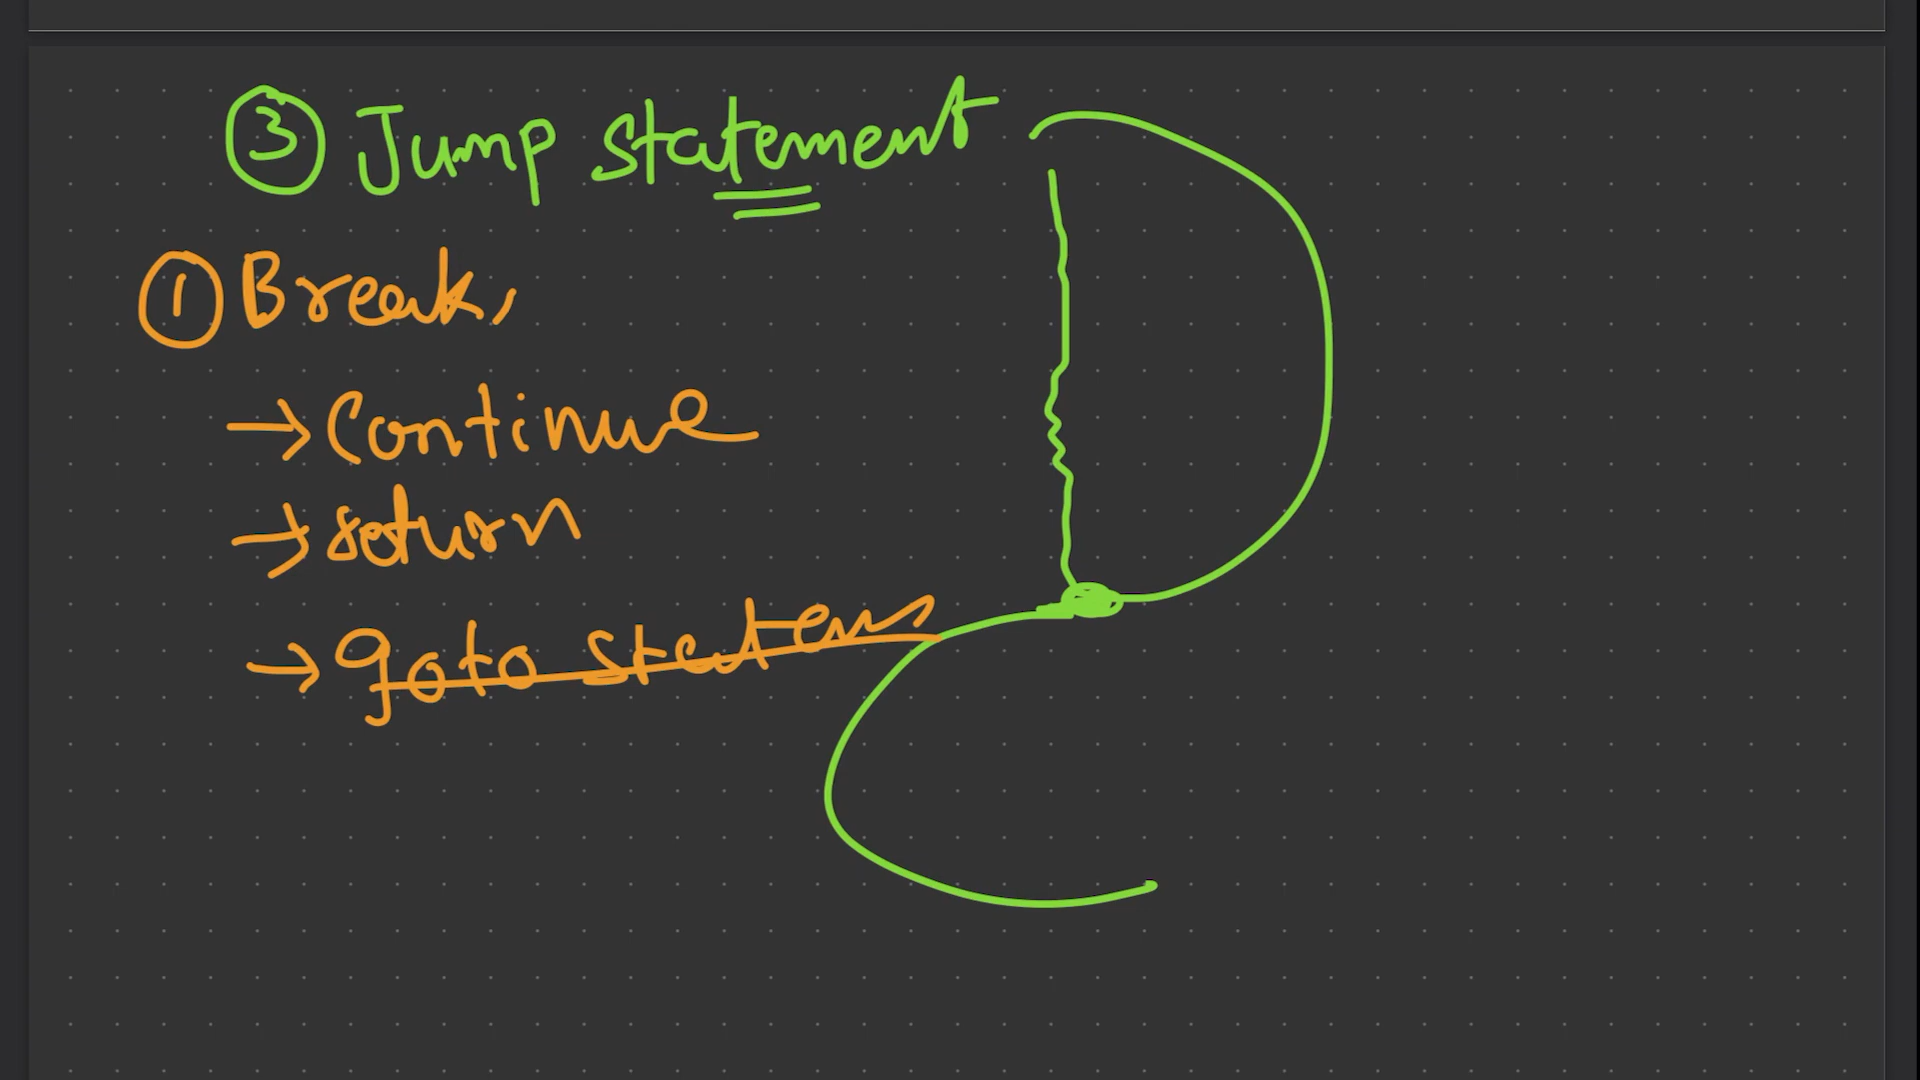 ③ Jump statement
① Break,
→ Continue
→ return
→ goto